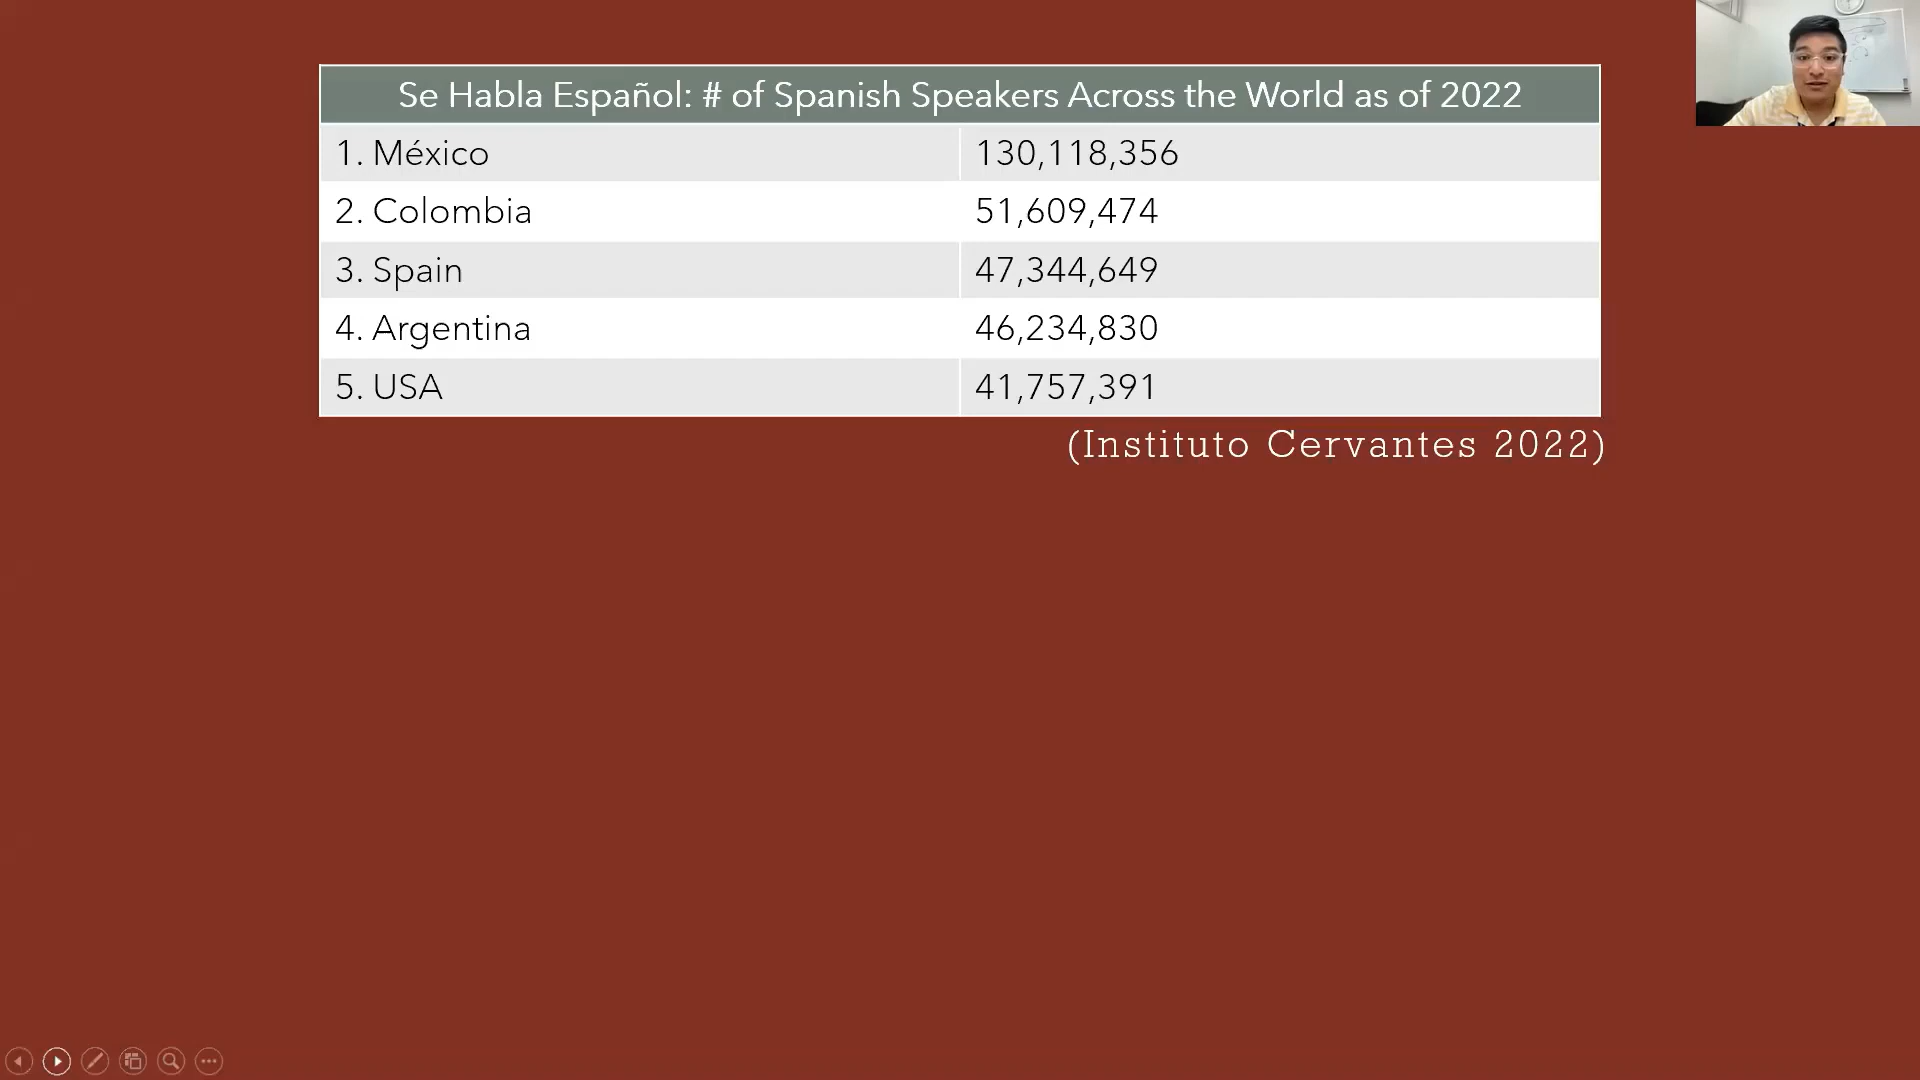 Se Habla Español: # of Spanish Speakers Across the World as of 2022
1. México 130,118,356
2. Colombia 51,609,474
3. Spain 47,344,649
4. Argentina 46,234,830
5. USA 41,757,391
(Instituto Cervantes 2022)